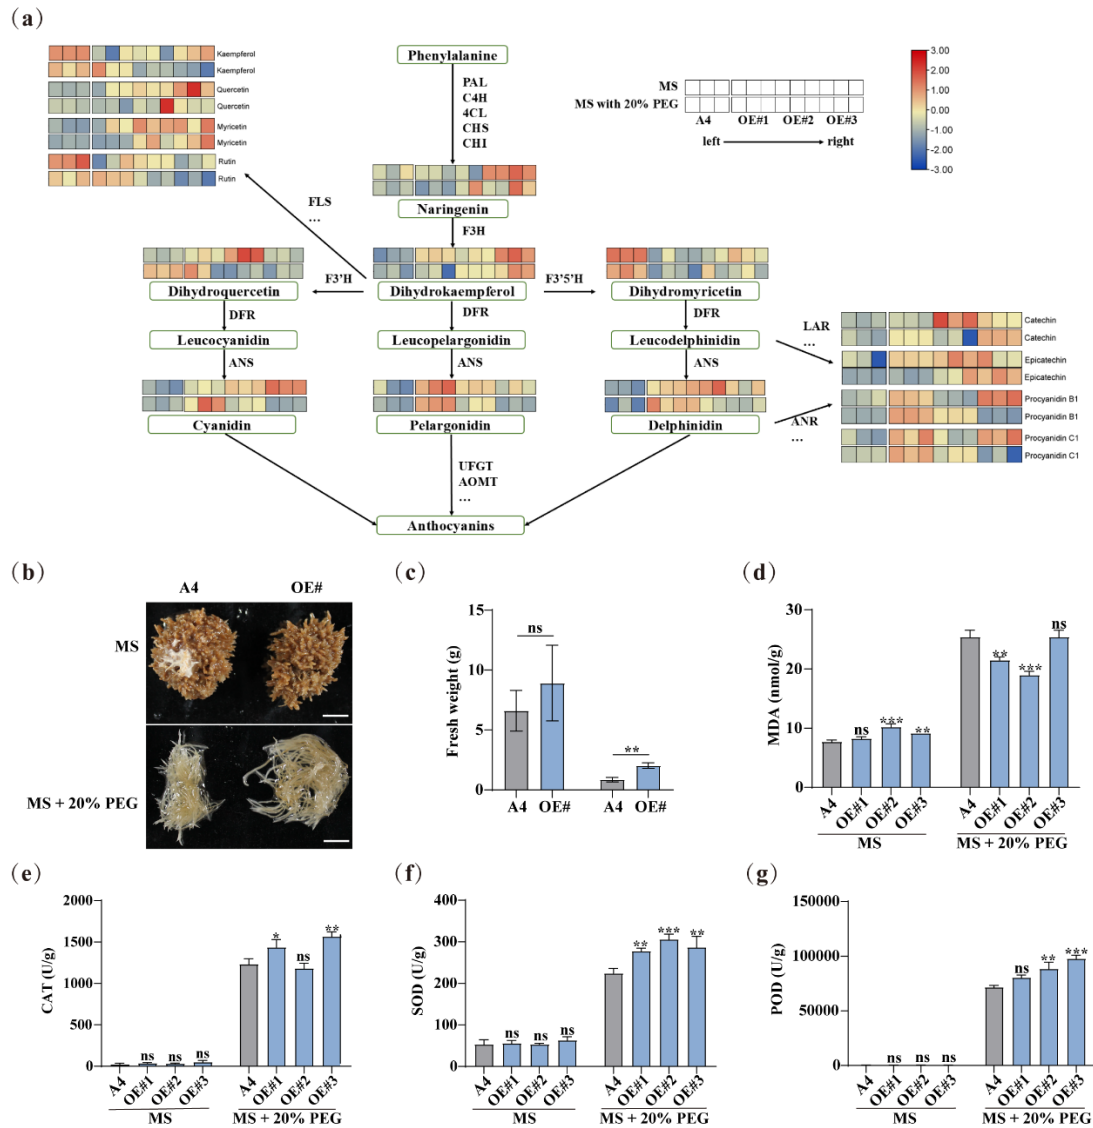 (a)
Kaempferol
Kaempferol
Quercetin
Quercetin
Myricetin
Myricetin
Rutin
Rutin
Phenylalanine
PAL
C4H
4CL
CHS
CHI
MS
MS with 20% PEG
A4 OE#1 OE#2 OE#3
left right
3.00
2.00
1.00
0.00
-1.00
-2.00
-3.00
Naringenin
FLS
...
F3H
F3'H
F3'5'H
Dihydroquercetin
Dihydrokaempferol
Dihydromyricetin
DFR DFR DFR
Leucocyanidin
Leucopelargonidin
Leucodelphinidin
ANS ANS ANS
LAR
...
Catechin
Catechin
Epicatechin
Epicatechin
Procyanidin B1
Procyanidin B1
Procyanidin C1
Procyanidin C1
ANR
...
Cyanidin
Pelargonidin
Delphinidin
UFGT
AOMT
...
Anthocyanins
(b)
A4 OE#
MS
MS + 20% PEG
(c)
Fresh weight (g)
15
10
5
0
ns
**
A4 OE# A4 OE#
(d)
MDA (nmol/g)
30
20
10
0
ns *** **
** *** ns
A4 OE#1 OE#2 OE#3 A4 OE#1 OE#2 OE#3
MS MS + 20% PEG
(e)
CAT (U/g)
2000
1500
1000
500
0
ns ns ns
* ns **
A4 OE#1 OE#2 OE#3 A4 OE#1 OE#2 OE#3
MS MS + 20% PEG
(f)
SOD (U/g)
400
300
200
100
0
ns ns ns
** *** **
A4 OE#1 OE#2 OE#3 A4 OE#1 OE#2 OE#3
MS MS + 20% PEG
(g)
POD (U/g)
150000
100000
50000
0
ns ns ns
ns ** ***
A4 OE#1 OE#2 OE#3 A4 OE#1 OE#2 OE#3
MS MS + 20% PEG